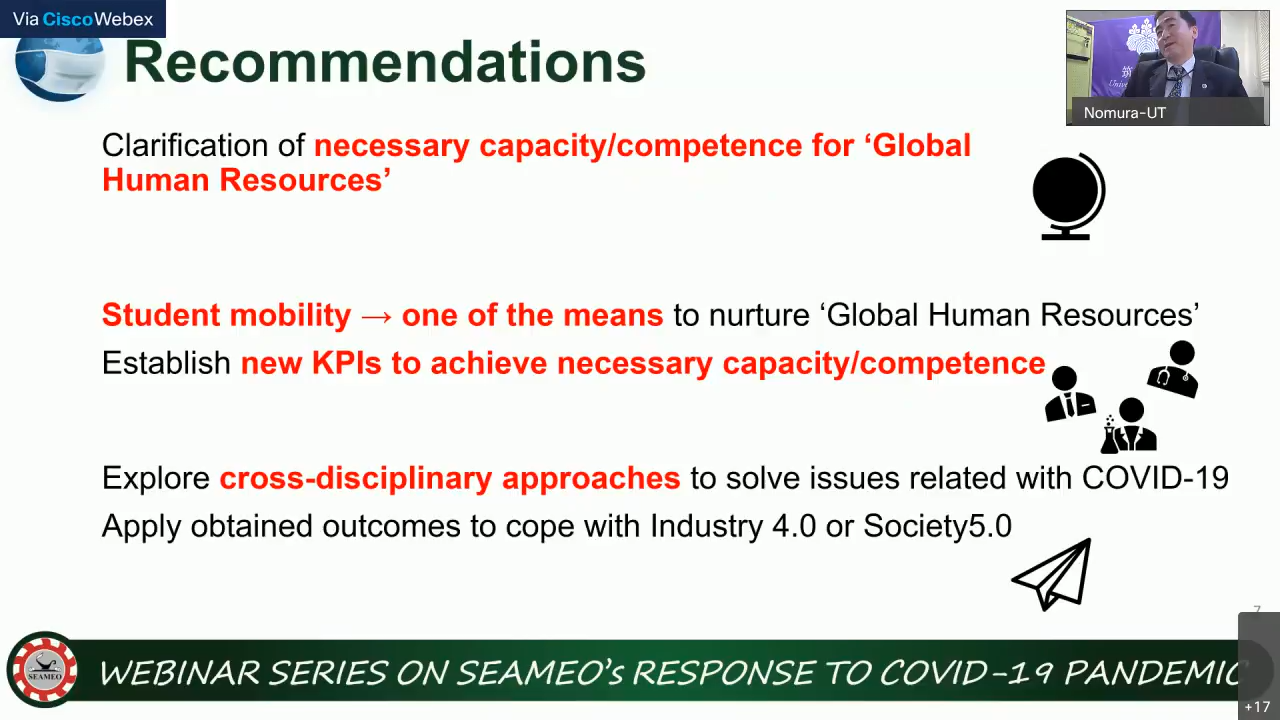 Via Cisco Webex
Recommendations
筑
Unive
Nomura-UT
Clarification of necessary capacity/competence for ‘Global
Human Resources’
Student mobility → one of the means to nurture ‘Global Human Resources’
Establish new KPIs to achieve necessary capacity/competence
Explore cross-disciplinary approaches to solve issues related with COVID-19
Apply obtained outcomes to cope with Industry 4.0 or Society5.0
7
SEAMEO
WEBINAR SERIES ON SEAMEO's RESPONSE TO COVID-19 PANDEMIC
+17